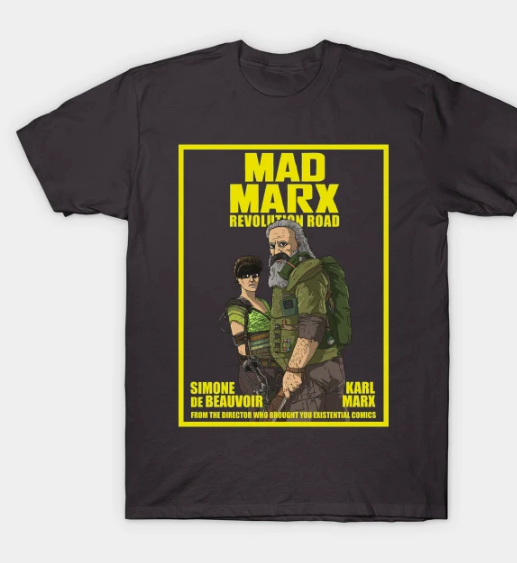 MAD
MARX
REVOLUTION ROAD
SIMONE
DE BEAUVOIR
KARL
MARX
FROM THE DIRECTOR WHO BROUGHT YOU EXISTENTIAL COMICS